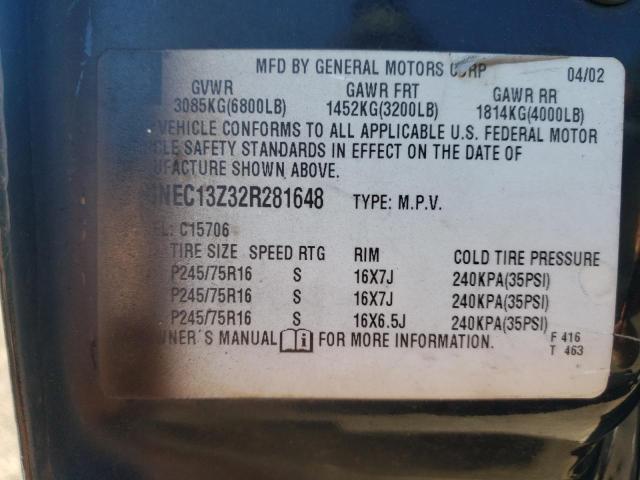 MFD BY GENERAL MOTORS CORP 04/02
GVWR GAWR FRT GAWR RR
3085KG(6800LB) 1452KG(3200LB) 1814KG(4000LB)
VEHICLE CONFORMS TO ALL APPLICABLE U.S. FEDERAL MOTOR
CLE SAFETY STANDARDS IN EFFECT ON THE DATE OF
UFACTURE SHOWN ABOVE.
NEC13Z32R281648 TYPE: M.P.V.
EL: C15706
TIRE SIZE SPEED RTG RIM COLD TIRE PRESSURE
P245/75R16 S 16X7J 240KPA(35PSI)
P245/75R16 S 16X7J 240KPA(35PSI)
P245/75R16 S 16X6.5J 240KPA(35PSI)
WNER'S MANUAL FOR MORE INFORMATION.
F 416
T 463